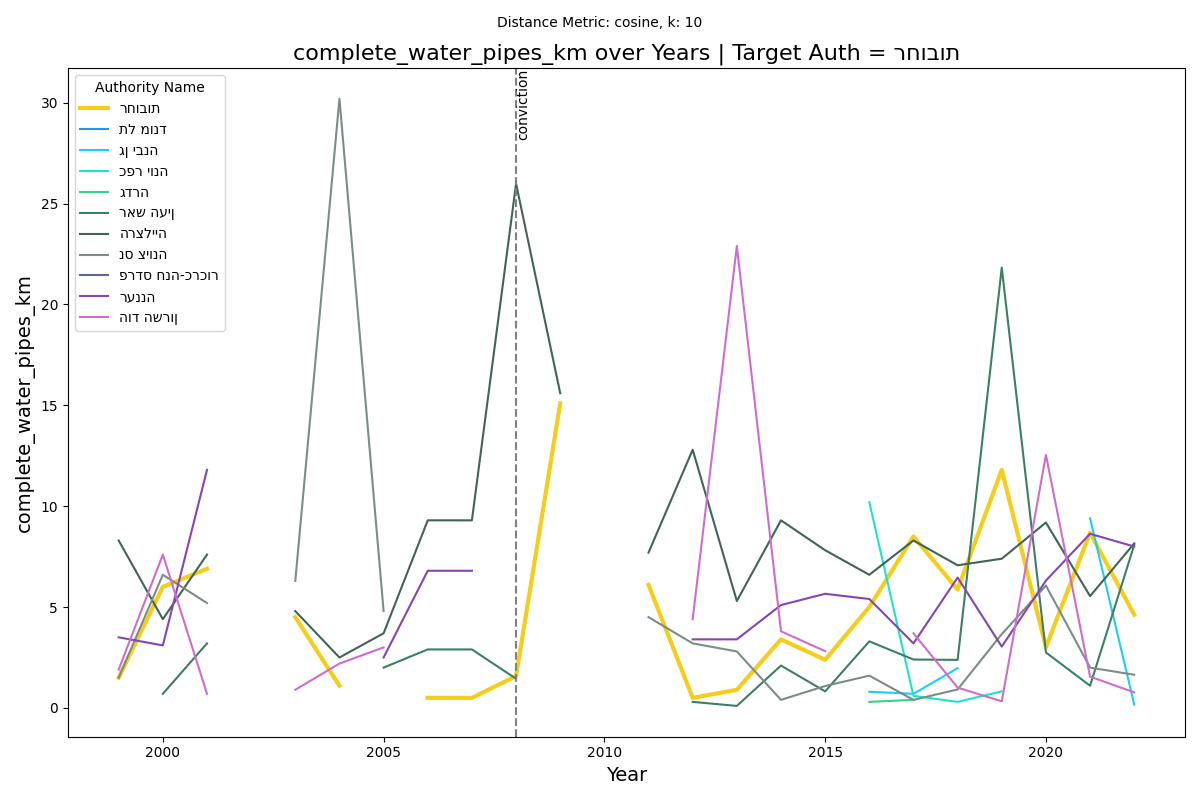 Distance Metric: cosine, k: 10
complete_water_pipes_km over Years | Target Auth = רחובות
Authority Name
רחובות
תל מונד
גן יבנה
כפר יונה
גדרה
ראש העין
הרצלייה
נס ציונה
פרדס חנה-כרכור
רעננה
הוד השרון
conviction
complete_water_pipes_km
30
25
20
15
10
5
0
2000 2005 2010 2015 2020
Year